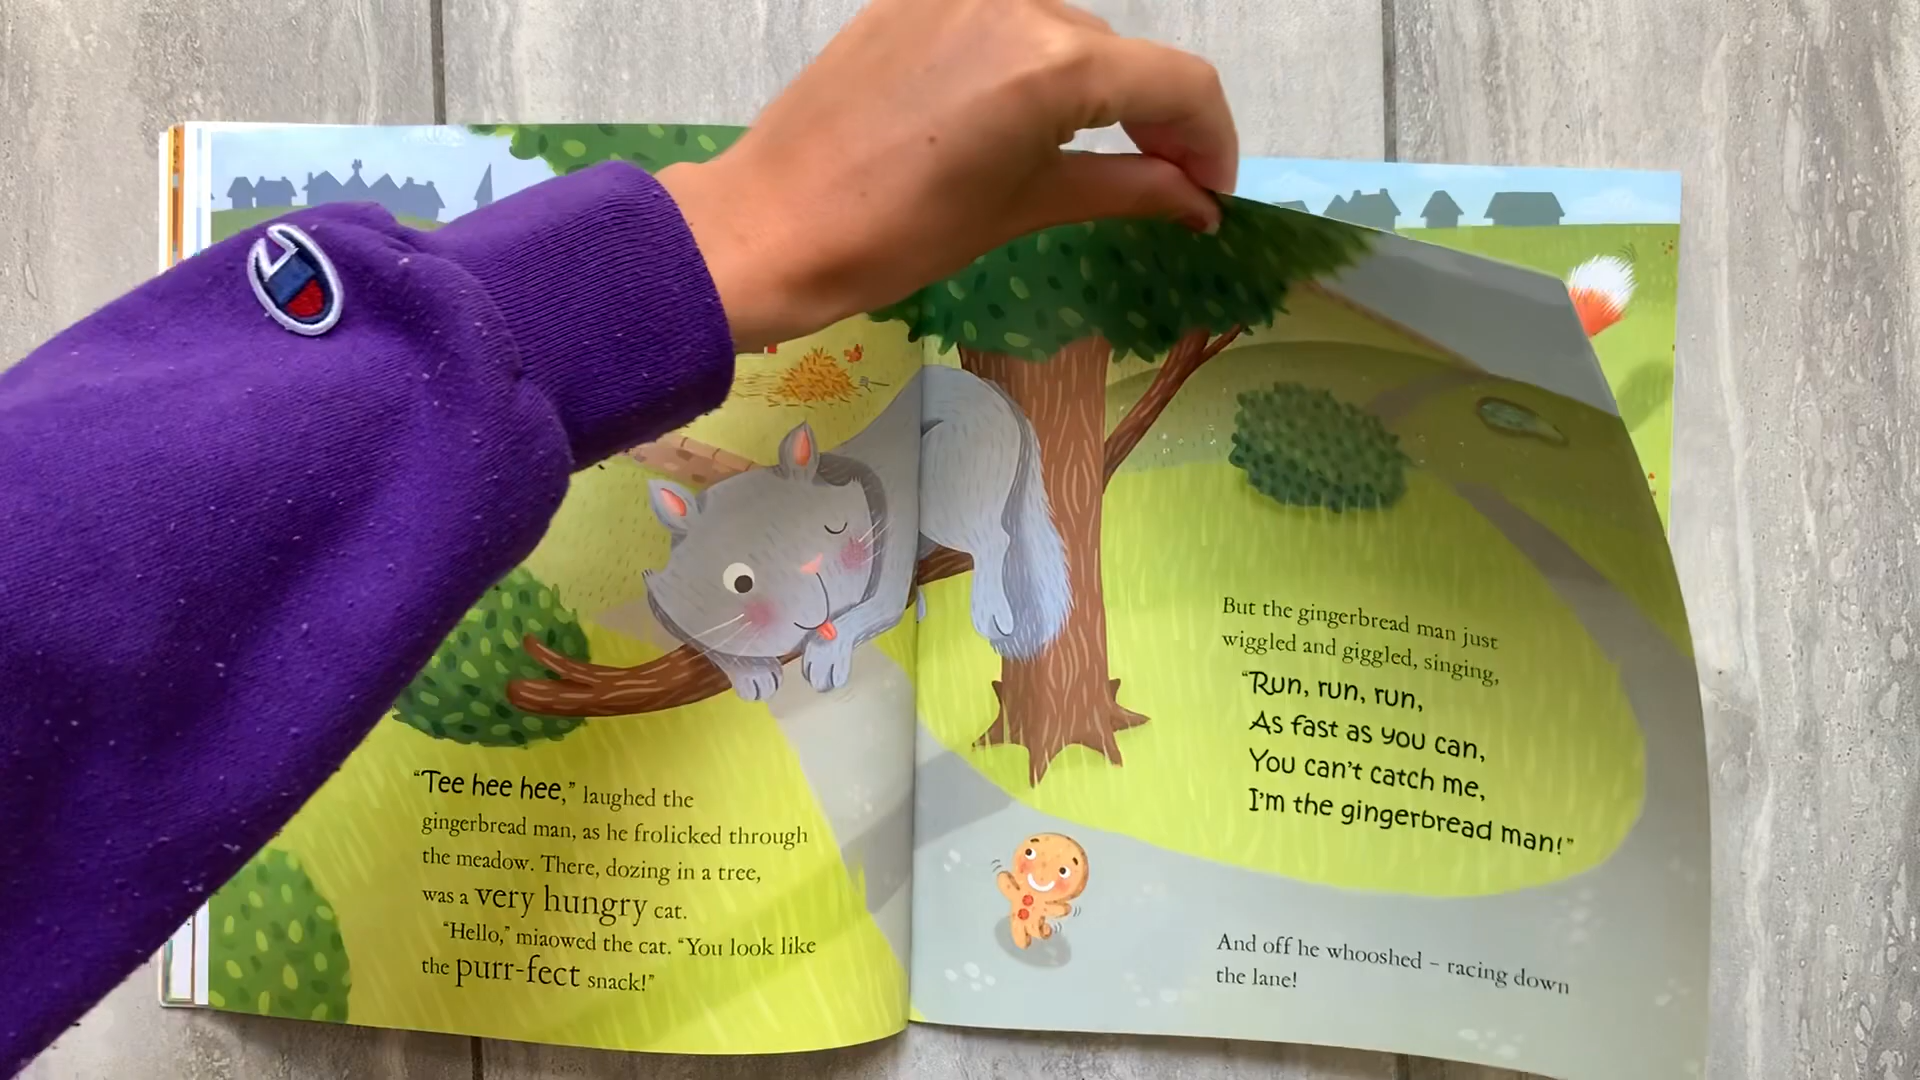 “Tee hee hee,” laughed the
gingerbread man, as he frolicked through
the meadow. There, dozing in a tree,
was a very hungry cat.
“Hello,” miaowed the cat. “You look like
the purr-fect snack!”
But the gingerbread man just
wiggled and giggled, singing,
“Run, run, run,
As fast as you can,
You can’t catch me,
I’m the gingerbread man!”
And off he whooshed – racing down
the lane!